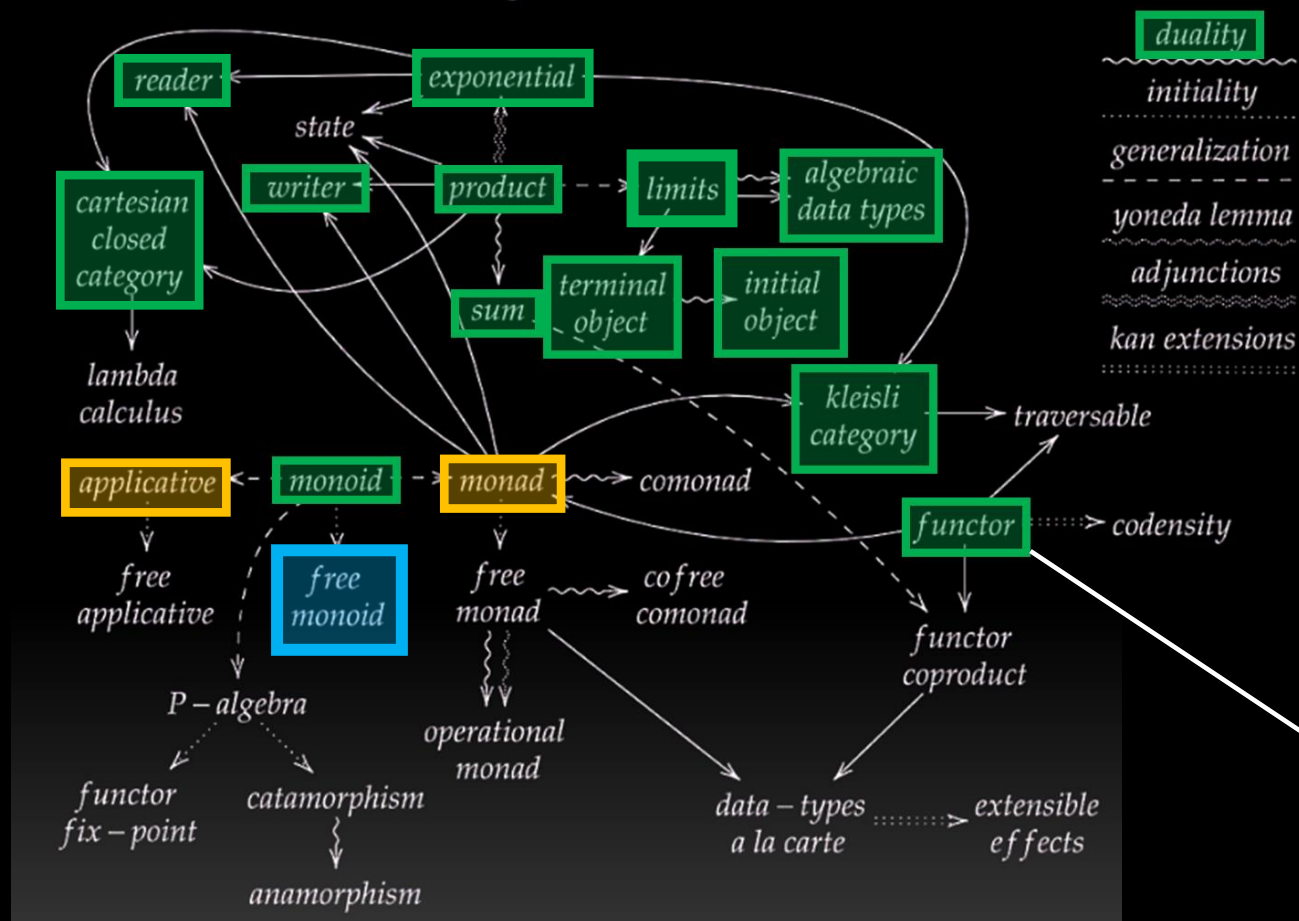 duality
reader
exponential
initiality
state
generalization
writer
product
limits
algebraic
data types
cartesian
closed
category
yoneda lemma
adjunctions
sum
terminal
object
initial
object
kan extensions
lambda
calculus
kleisli
category
traversable
applicative
monoid
monad
comonad
functor
codensity
free
applicative
free
monoid
free
monad
cofree
comonad
functor
coproduct
P – algebra
operational
monad
functor
fix – point
catamorphism
data – types
a la carte
extensible
effects
anamorphism